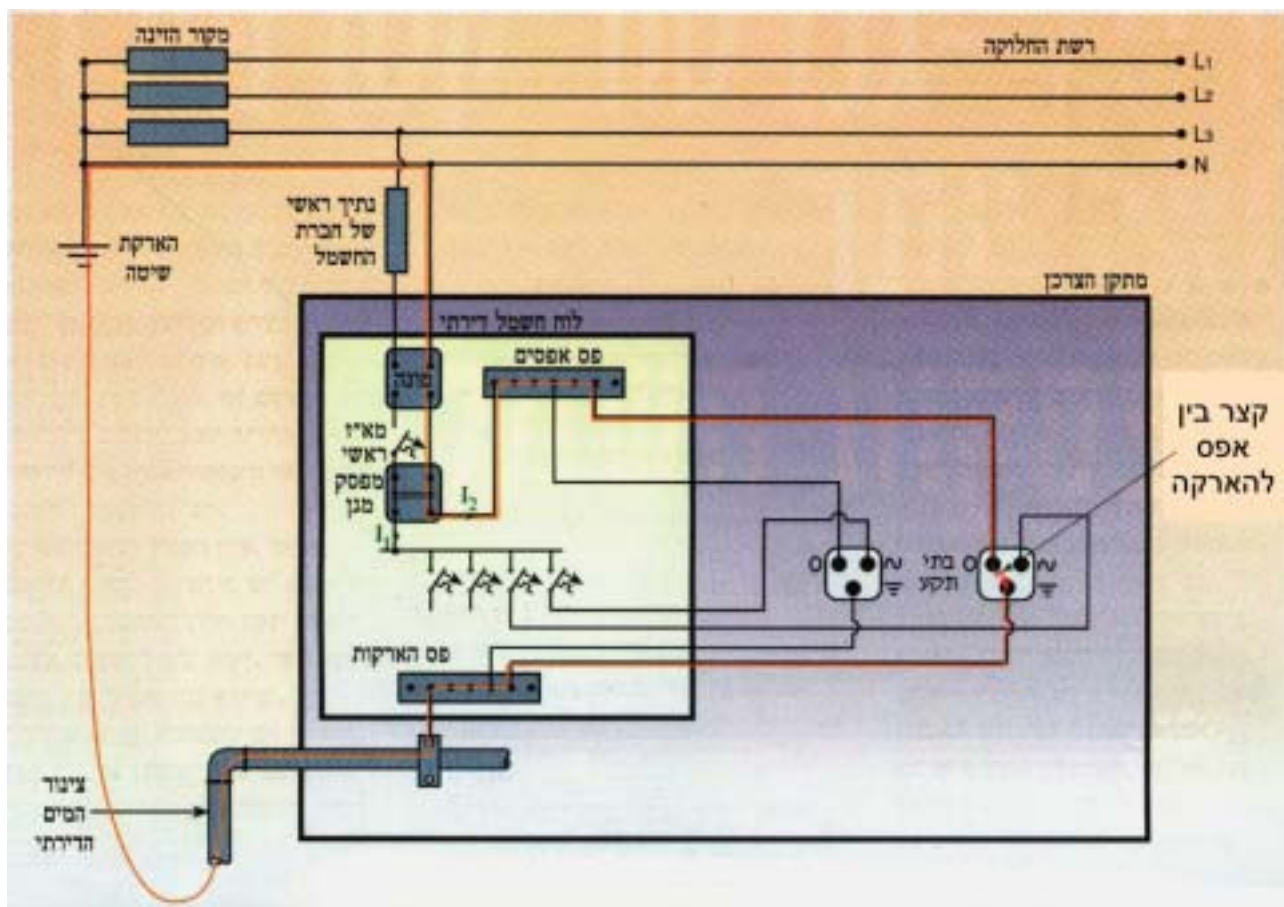 מקור הזינה
רשת החלוקה
L1
L2
L3
N
נתיך ראשי
של חברת
החשמל
הארקת
שיטה
מתקן הצרכן
לוח חשמל דירתי
פס אפסים
מונה
מא"ז
ראשי
מפסק
מגן
I2
I1
קצר בין
אפס
להארקה
O
~
O
~
בתי
תקע
פס הארקות
צינור
המים
הדירתי